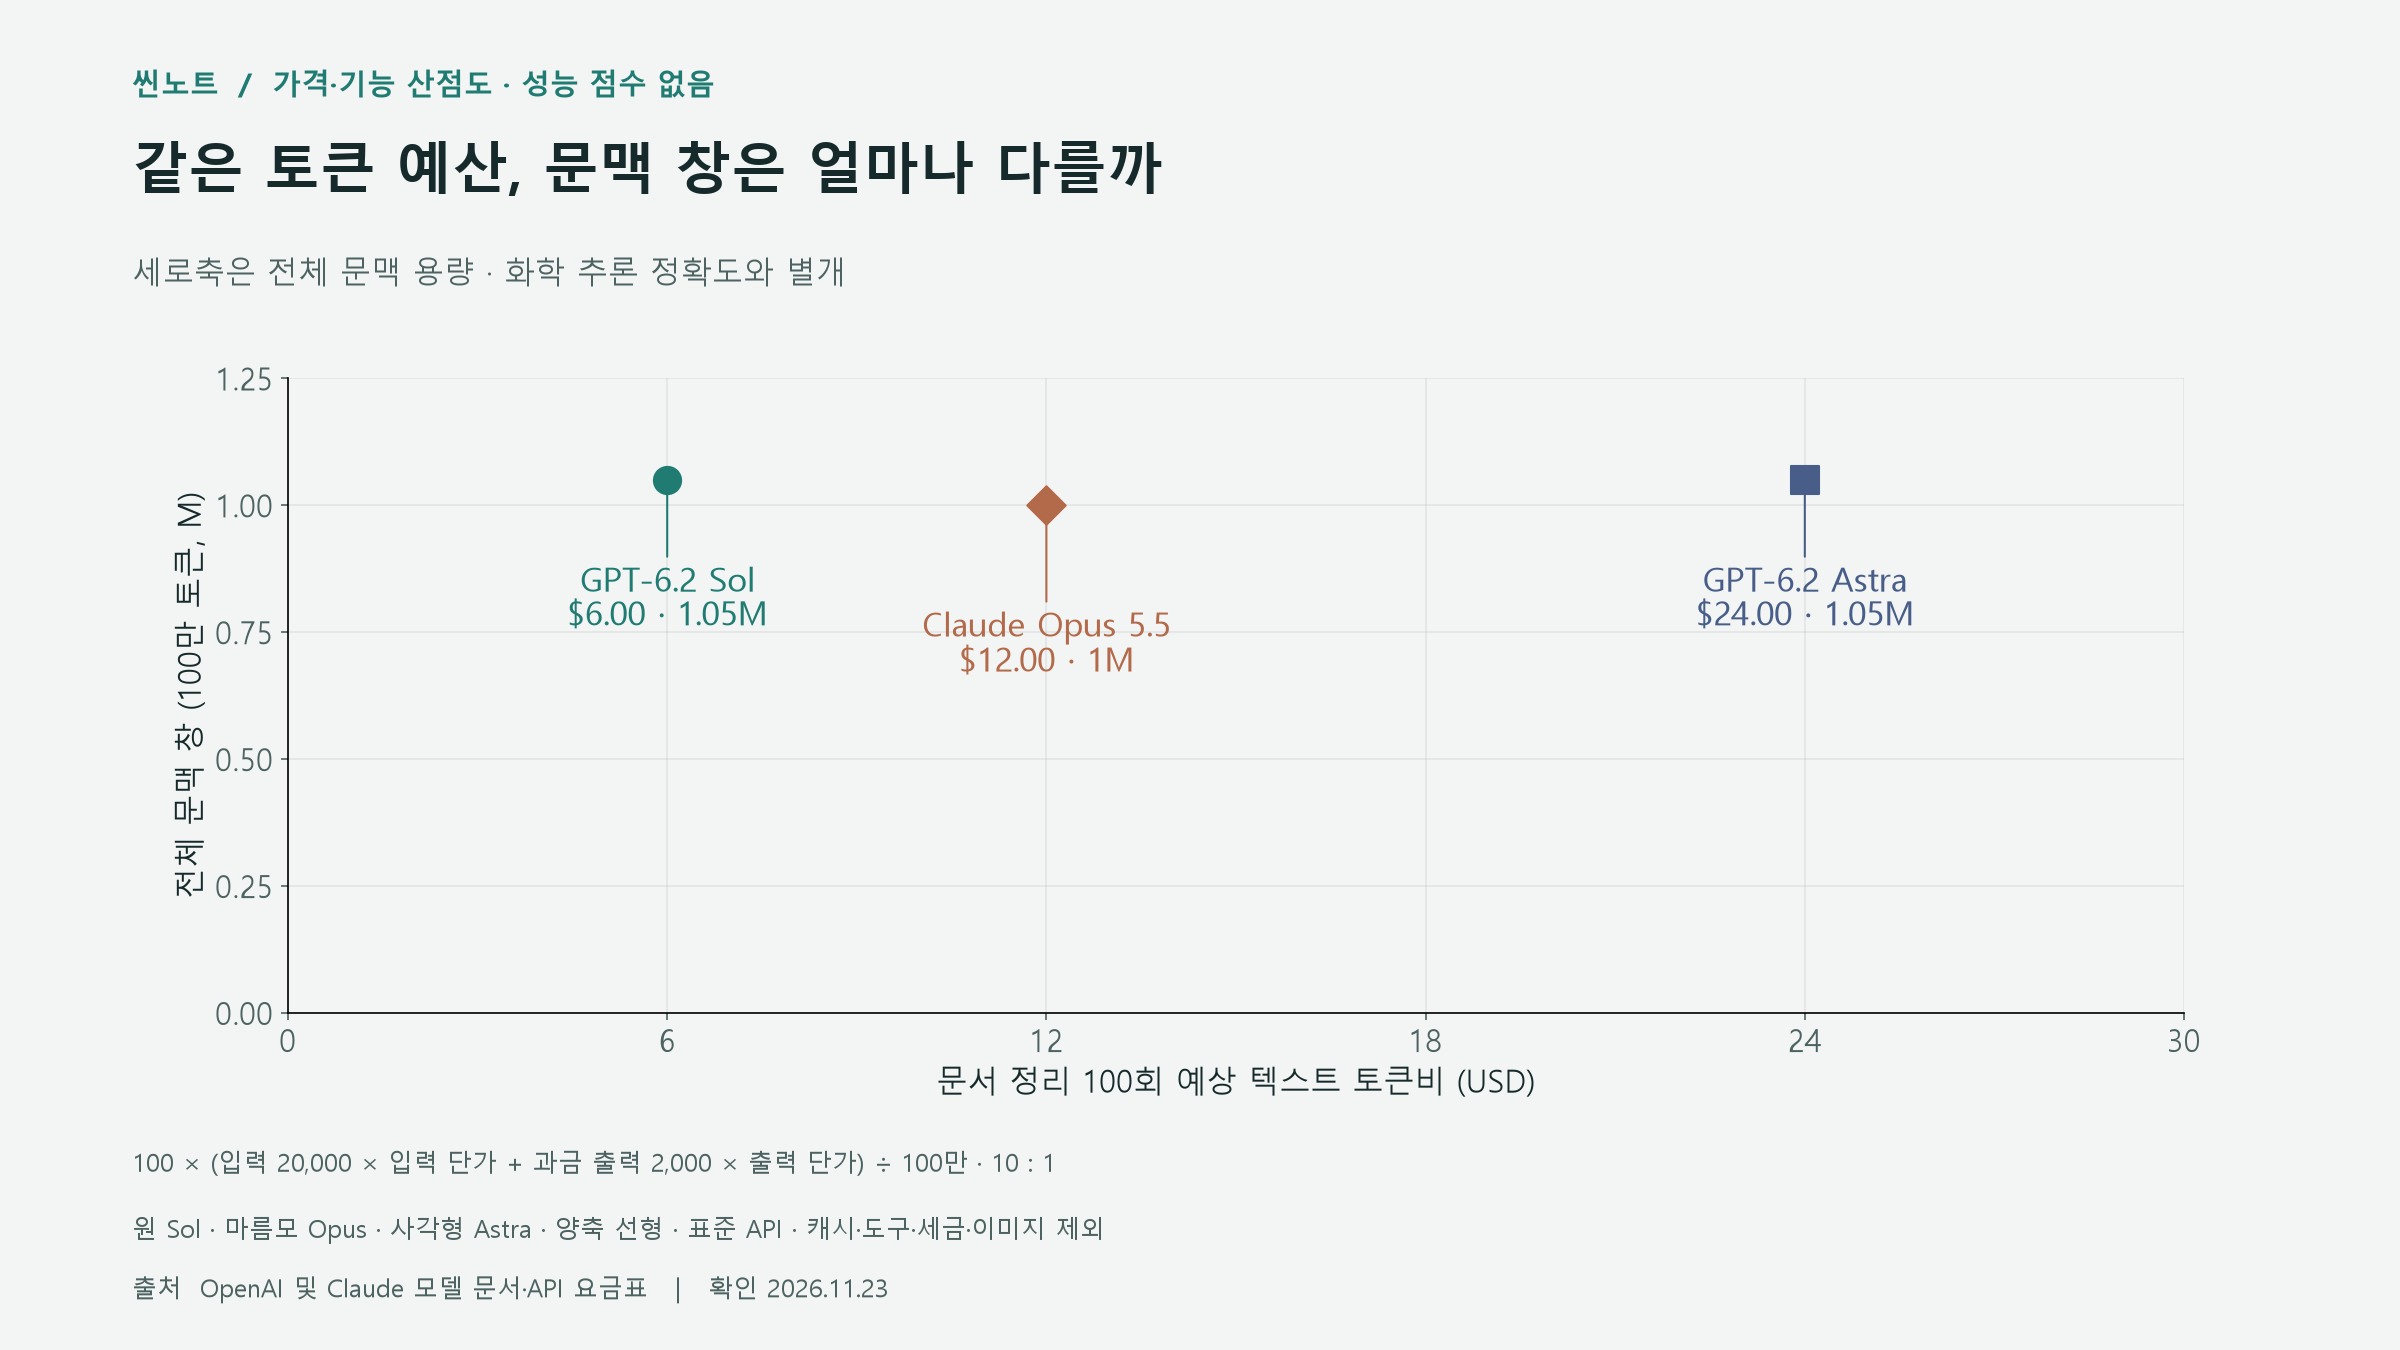 씬노트 / 가격·기능 산점도 · 성능 점수 없음
같은 토큰 예산, 문맥 창은 얼마나 다를까
세로축은 전체 문맥 용량 · 화학 추론 정확도와 별개
전체 문맥 창 (100만 토큰, M)
1.25
1.00
0.75
0.50
0.25
0.00
GPT-6.2 Sol
$6.00 · 1.05M
Claude Opus 5.5
$12.00 · 1M
GPT-6.2 Astra
$24.00 · 1.05M
0 6 12 18 24 30
문서 정리 100회 예상 텍스트 토큰비 (USD)
100 × (입력 20,000 × 입력 단가 + 과금 출력 2,000 × 출력 단가) ÷ 100만 · 10 : 1
원 Sol · 마름모 Opus · 사각형 Astra · 양축 선형 · 표준 API · 캐시·도구·세금·이미지 제외
출처 OpenAI 및 Claude 모델 문서·API 요금표 | 확인 2026.11.23